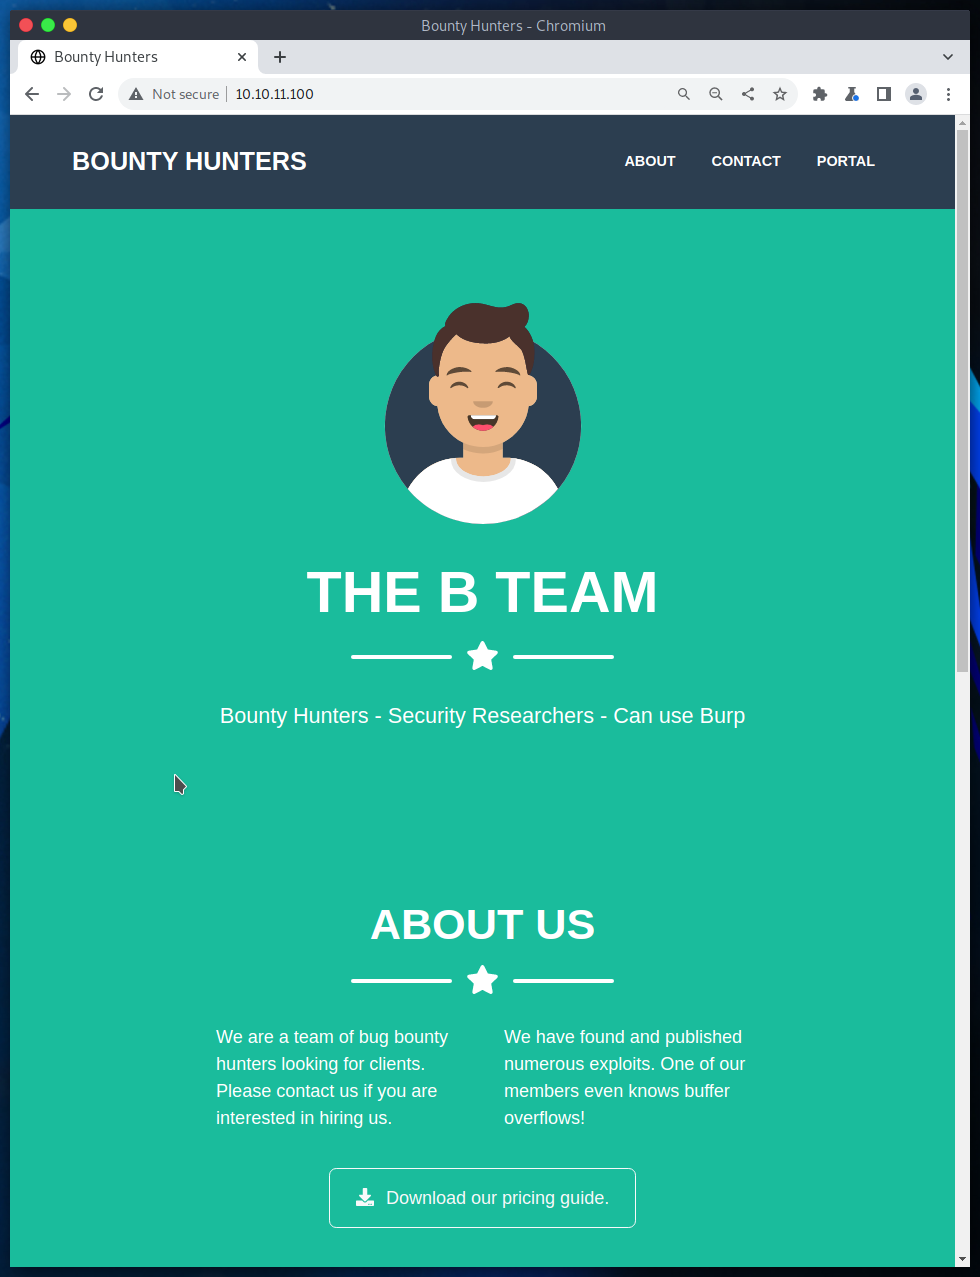 Bounty Hunters - Chromium
Bounty Hunters
Not secure 10.10.11.100
BOUNTY HUNTERS ABOUT CONTACT PORTAL
THE B TEAM
Bounty Hunters - Security Researchers - Can use Burp
ABOUT US
We are a team of bug bounty
hunters looking for clients.
Please contact us if you are
interested in hiring us.
We have found and published
numerous exploits. One of our
members even knows buffer
overflows!
Download our pricing guide.